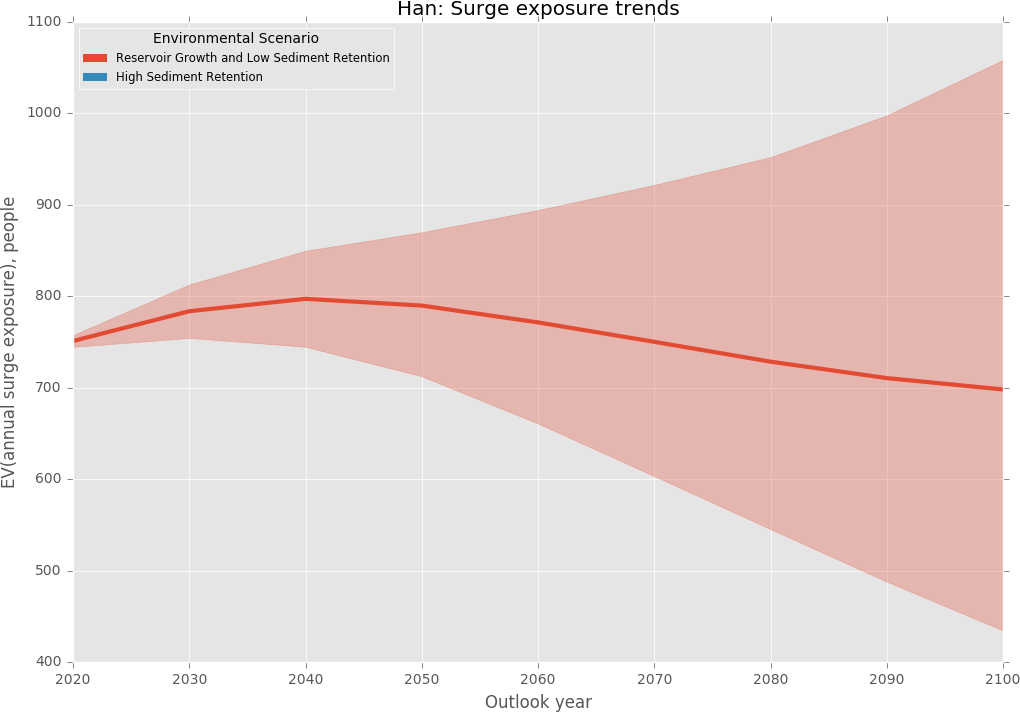 Han: Surge exposure trends
Environmental Scenario
Reservoir Growth and Low Sediment Retention
High Sediment Retention
EV(annual surge exposure), people
1100
1000
900
800
700
600
500
400
2020 2030 2040 2050 2060 2070 2080 2090 2100
Outlook year